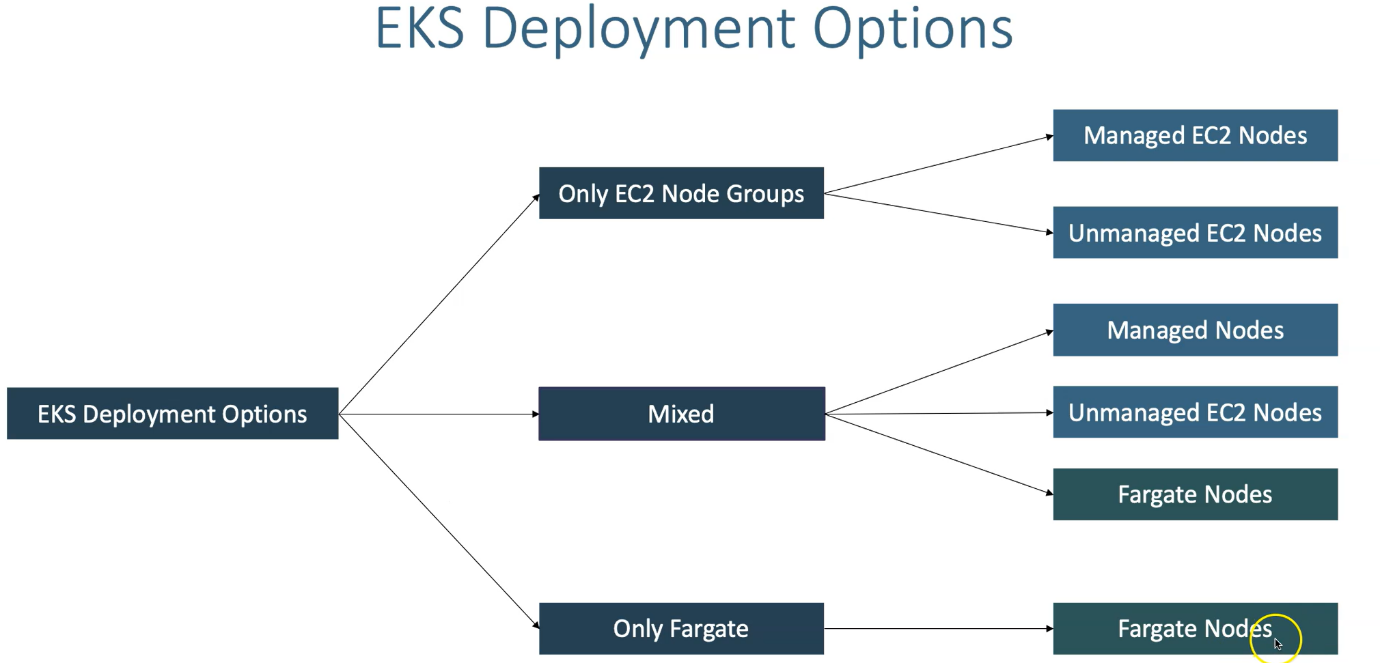 EKS Deployment Options
Managed EC2 Nodes
Only EC2 Node Groups
Unmanaged EC2 Nodes
Managed Nodes
EKS Deployment Options
Mixed
Unmanaged EC2 Nodes
Fargate Nodes
Only Fargate
Fargate Nodes